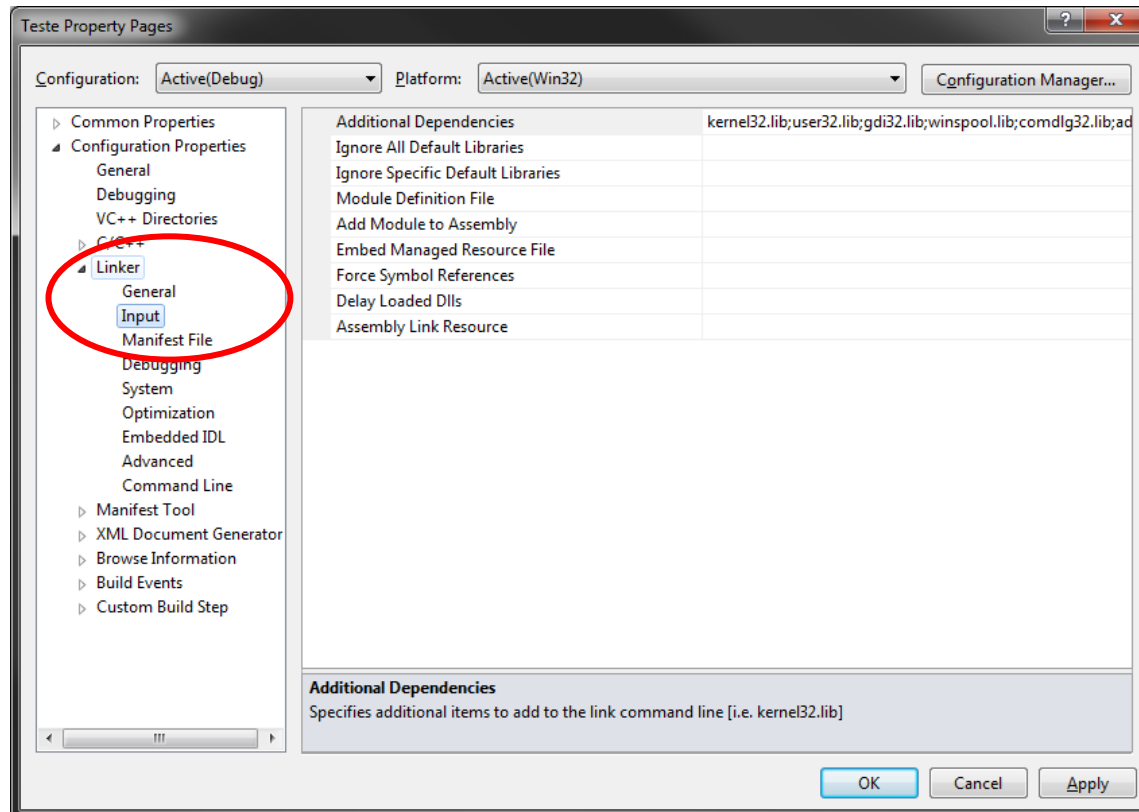 Teste Property Pages
Configuration: Active(Debug) Platform: Active(Win32) Configuration Manager...
Common Properties
Configuration Properties
General
Debugging
VC++ Directories
C/C++
Linker
General
Input
Manifest File
Debugging
System
Optimization
Embedded IDL
Advanced
Command Line
Manifest Tool
XML Document Generator
Browse Information
Build Events
Custom Build Step
Additional Dependencies kernel32.lib;user32.lib;gdi32.lib;winspool.lib;comdlg32.lib;ad
Ignore All Default Libraries
Ignore Specific Default Libraries
Module Definition File
Add Module to Assembly
Embed Managed Resource File
Force Symbol References
Delay Loaded Dlls
Assembly Link Resource
Additional Dependencies
Specifies additional items to add to the link command line [i.e. kernel32.lib]
OK Cancel Apply